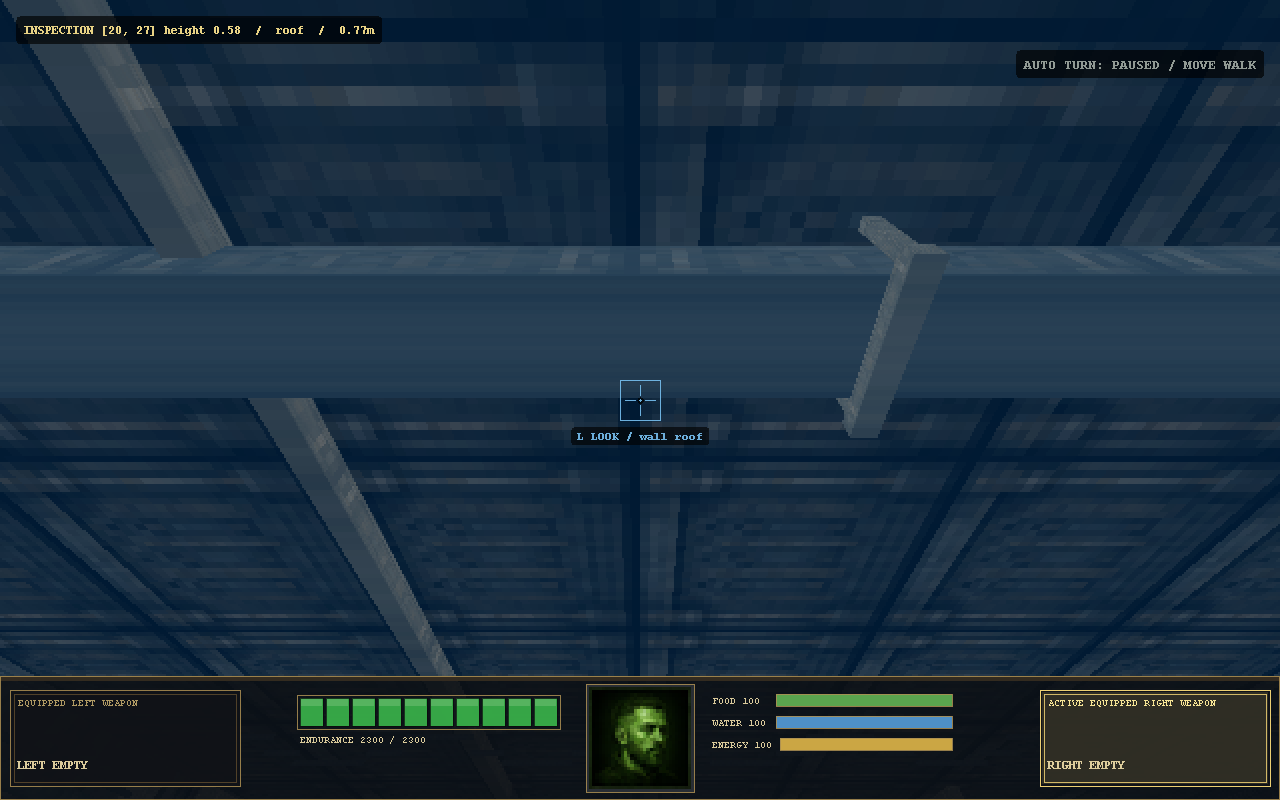 INSPECTION [20, 27] height 0.58 / roof / 0.77m
AUTO TURN: PAUSED / MOVE WALK
L LOOK / wall roof
EQUIPPED LEFT WEAPON
LEFT EMPTY
ENDURANCE 2300 / 2300
FOOD 100
WATER 100
ENERGY 100
ACTIVE EQUIPPED RIGHT WEAPON
RIGHT EMPTY